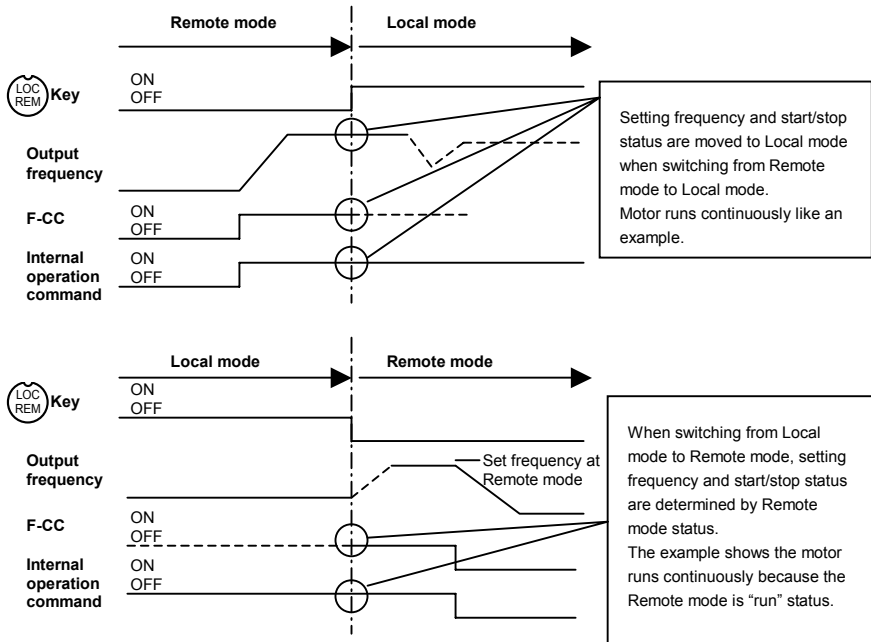 Remote mode
Local mode
LOC
REM
Key
ON
OFF
Output
frequency
F-CC
ON
OFF
Internal
operation
command
ON
OFF
Setting frequency and start/stop
status are moved to Local mode
when switching from Remote
mode to Local mode.
Motor runs continuously like an
example.
Local mode
Remote mode
LOC
REM
Key
ON
OFF
Output
frequency
Set frequency at
Remote mode
F-CC
ON
OFF
Internal
operation
command
ON
OFF
When switching from Local
mode to Remote mode, setting
frequency and start/stop status
are determined by Remote
mode status.
The example shows the motor
runs continuously because the
Remote mode is “run” status.